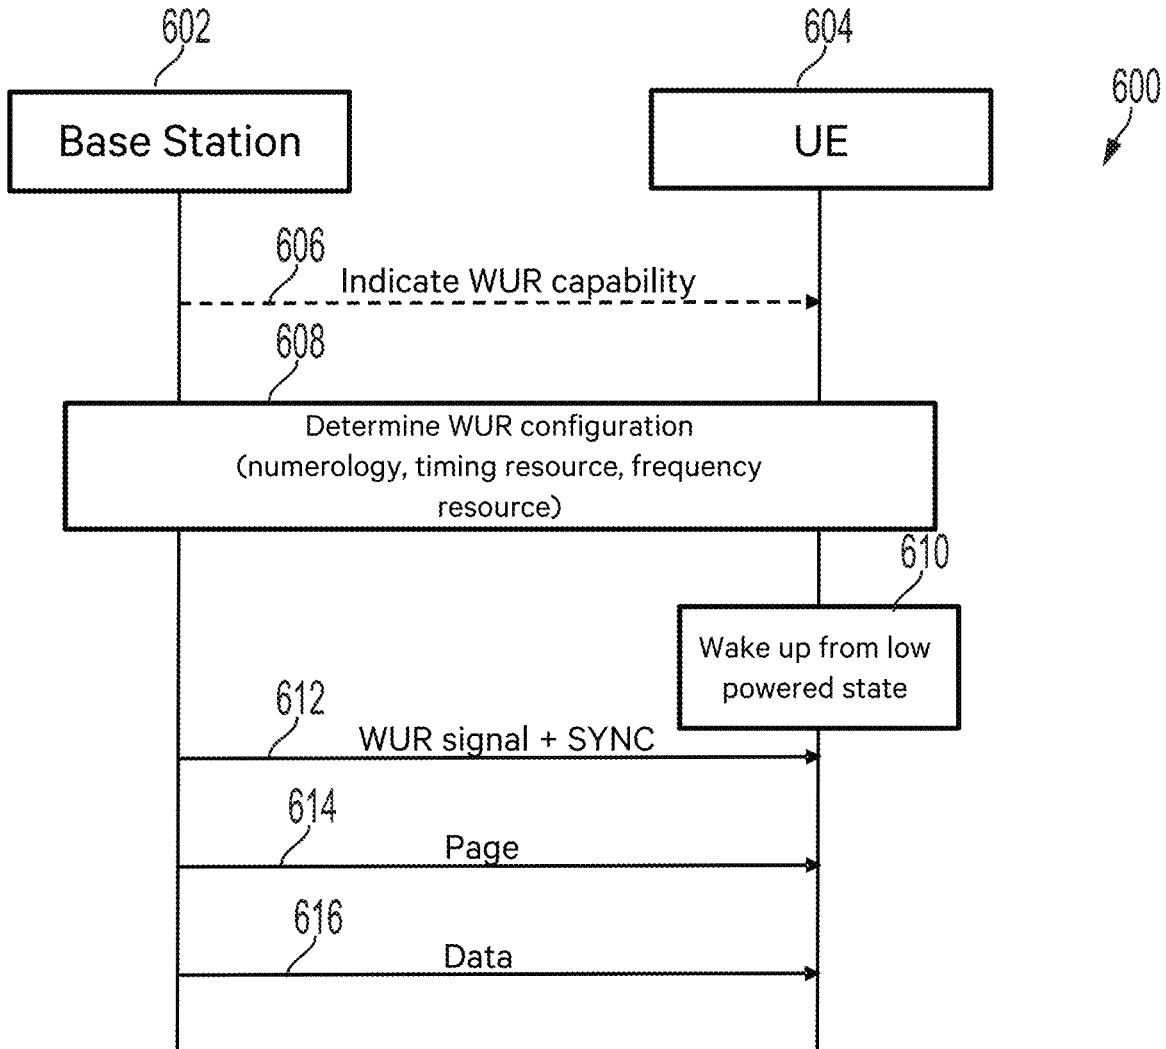 602
604
600
Base Station
UE
606
Indicate WUR capability
608
Determine WUR configuration
(numerology, timing resource, frequency
resource)
610
Wake up from low
powered state
612
WUR signal + SYNC
614
Page
616
Data